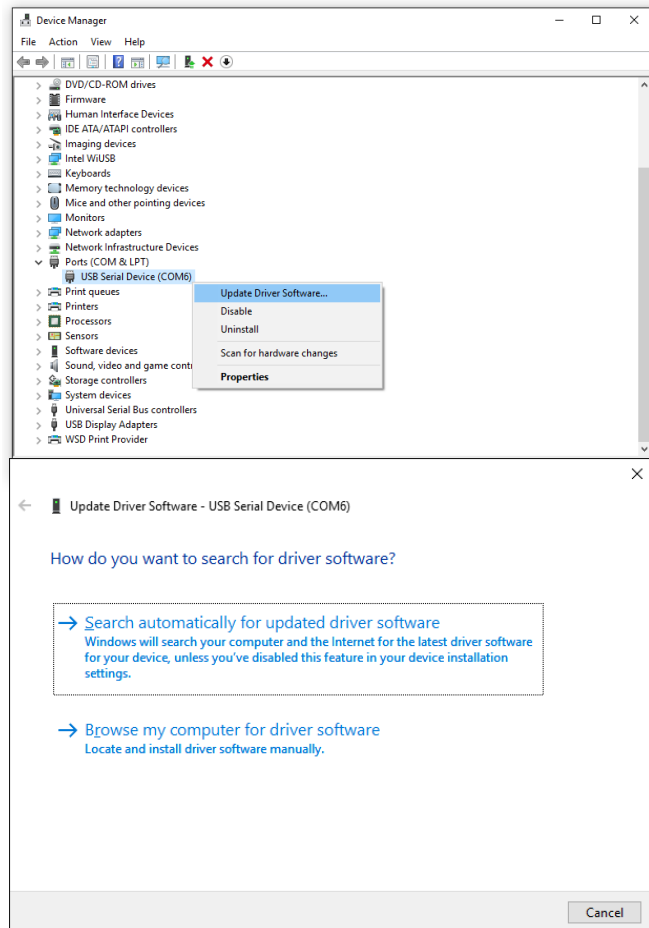 Device Manager
File Action View Help
DVD/CD-ROM drives
Firmware
Human Interface Devices
IDE ATA/ATAPI controllers
Imaging devices
Intel WiUSB
Keyboards
Memory technology devices
Mice and other pointing devices
Monitors
Network adapters
Network Infrastructure Devices
Ports (COM & LPT)
USB Serial Device (COM6)
Print queues
Printers
Processors
Sensors
Software devices
Sound, video and game cont
Storage controllers
System devices
Universal Serial Bus controllers
USB Display Adapters
WSD Print Provider
Update Driver Software...
Disable
Uninstall
Scan for hardware changes
Properties
Update Driver Software - USB Serial Device (COM6)
How do you want to search for driver software?
Search automatically for updated driver software
Windows will search your computer and the Internet for the latest driver software
for your device, unless you've disabled this feature in your device installation
settings.
Browse my computer for driver software
Locate and install driver software manually.
Cancel